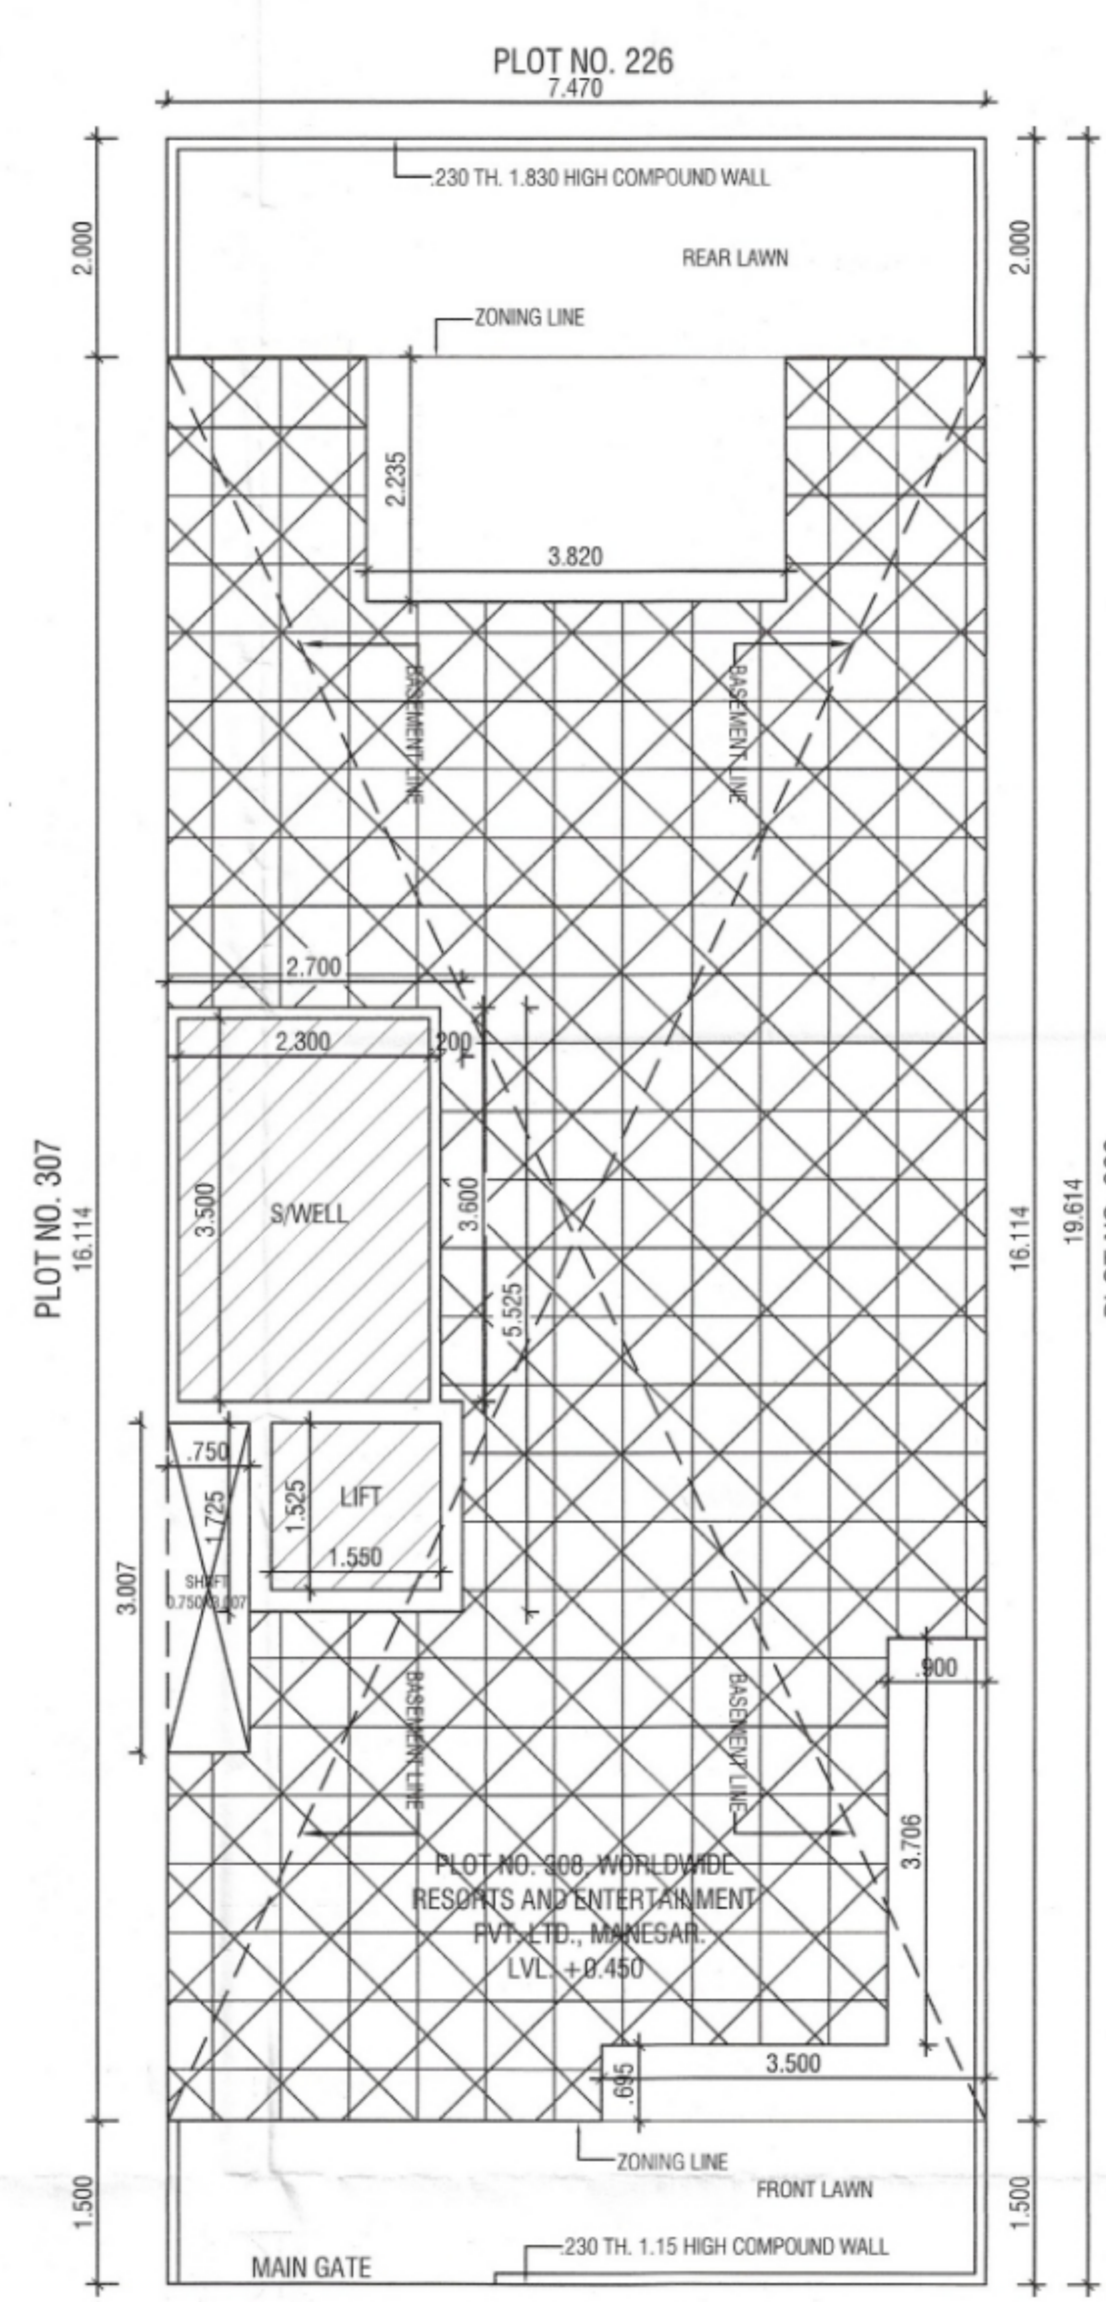 PLOT NO. 226
7.470
.230 TH. 1.830 HIGH COMPOUND WALL
2.000
2.000
REAR LAWN
ZONING LINE
2.235
3.820
BASEMENT LINE
BASEMENT LINE
2.700
2.300
.200
3.500
S/WELL
3.600
5.525
PLOT NO. 307
16.114
16.114
19.614
.750
1.725
1.525
LIFT
1.550
SHAFT
0.750X3.007
3.007
.900
BASEMENT LINE
BASEMENT LINE
3.706
PLOT NO. 308, WORLDWIDE
RESORTS AND ENTERTAINMENT
PVT. LTD., MANESAR.
LVL. +0.450
3.500
.695
ZONING LINE
FRONT LAWN
1.500
1.500
.230 TH. 1.15 HIGH COMPOUND WALL
MAIN GATE